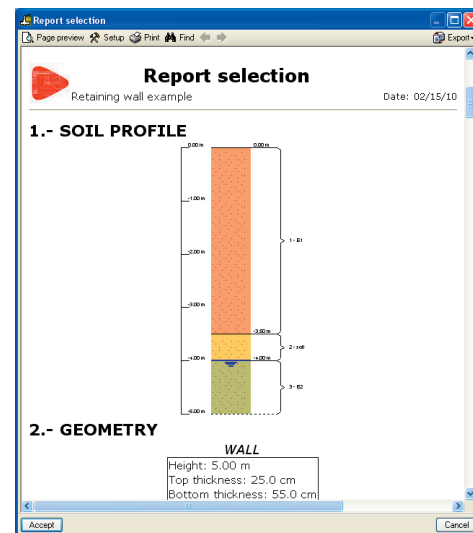 Report selection
Page preview Setup Print Find Export
Report selection
Retaining wall example Date: 02/15/10
1.- SOIL PROFILE
0.00 m 0.00 m
-1.00 m
1 - E1
-2.00 m
-3.00 m
-3.50 m
2 - soil
-4.00 m -4.00 m
3 - E2
-5.00 m
2.- GEOMETRY
WALL
Height: 5.00 m
Top thickness: 25.0 cm
Bottom thickness: 55.0 cm
Accept Cancel